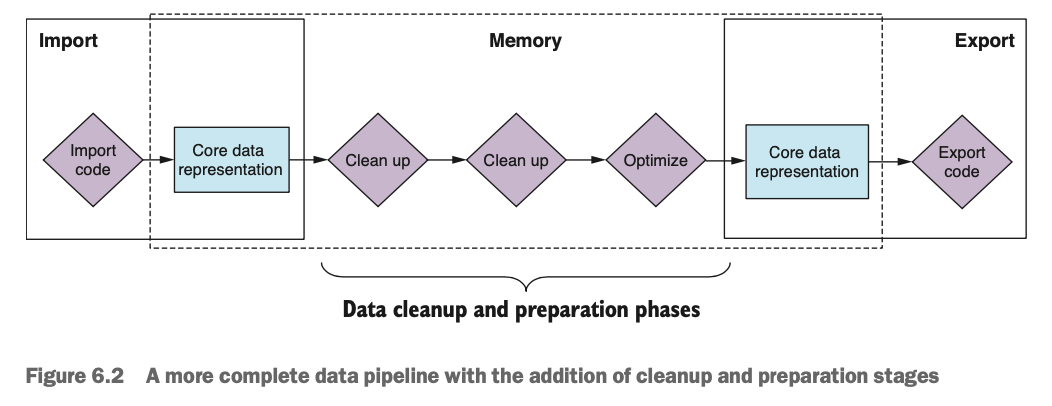 Import
Memory
Export
Import
code
Core data
representation
Clean up
Clean up
Optimize
Core data
representation
Export
code
Data cleanup and preparation phases
Figure 6.2 A more complete data pipeline with the addition of cleanup and preparation stages